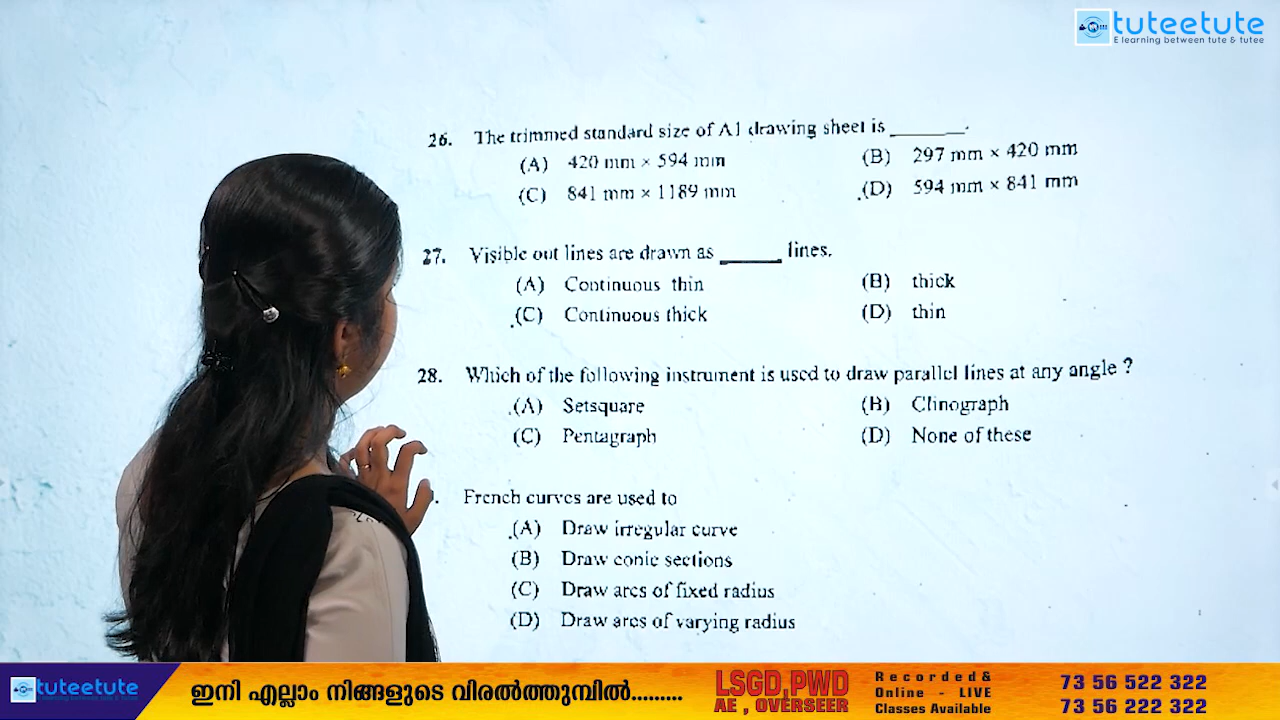 tuteetute
E learning between tute & tutee
26. The trimmed standard size of A1 drawing sheet is ______.
(A) 420 mm × 594 mm (B) 297 mm × 420 mm
(C) 841 mm × 1189 mm (D) 594 mm × 841 mm
27. Visible out lines are drawn as ______ lines.
(A) Continuous thin (B) thick
(C) Continuous thick (D) thin
28. Which of the following instrument is used to draw parallel lines at any angle ?
(A) Setsquare (B) Clinograph
(C) Pentagraph (D) None of these
. French curves are used to
(A) Draw irregular curve
(B) Draw conic sections
(C) Draw arcs of fixed radius
(D) Draw arcs of varying radius
tuteetute
ഇനി എല്ലാം നിങ്ങളുടെ വിരൽത്തുമ്പിൽ.........
LSGD,PWD
AE , OVERSEER
Recorded &
Online - LIVE
Classes Available
73 56 522 322
73 56 222 322